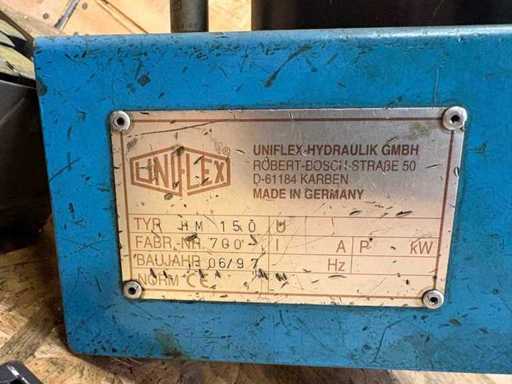 UNIFLEX ®
UNIFLEX-HYDRAULIK GMBH
ROBERT-BOSCH-STRAßE 50
D-61184 KARBEN
MADE IN GERMANY
TYP HM 150 U
FABR.-NR. 700 I A P kW
BAUJAHR 06/97 Hz
NORM CE